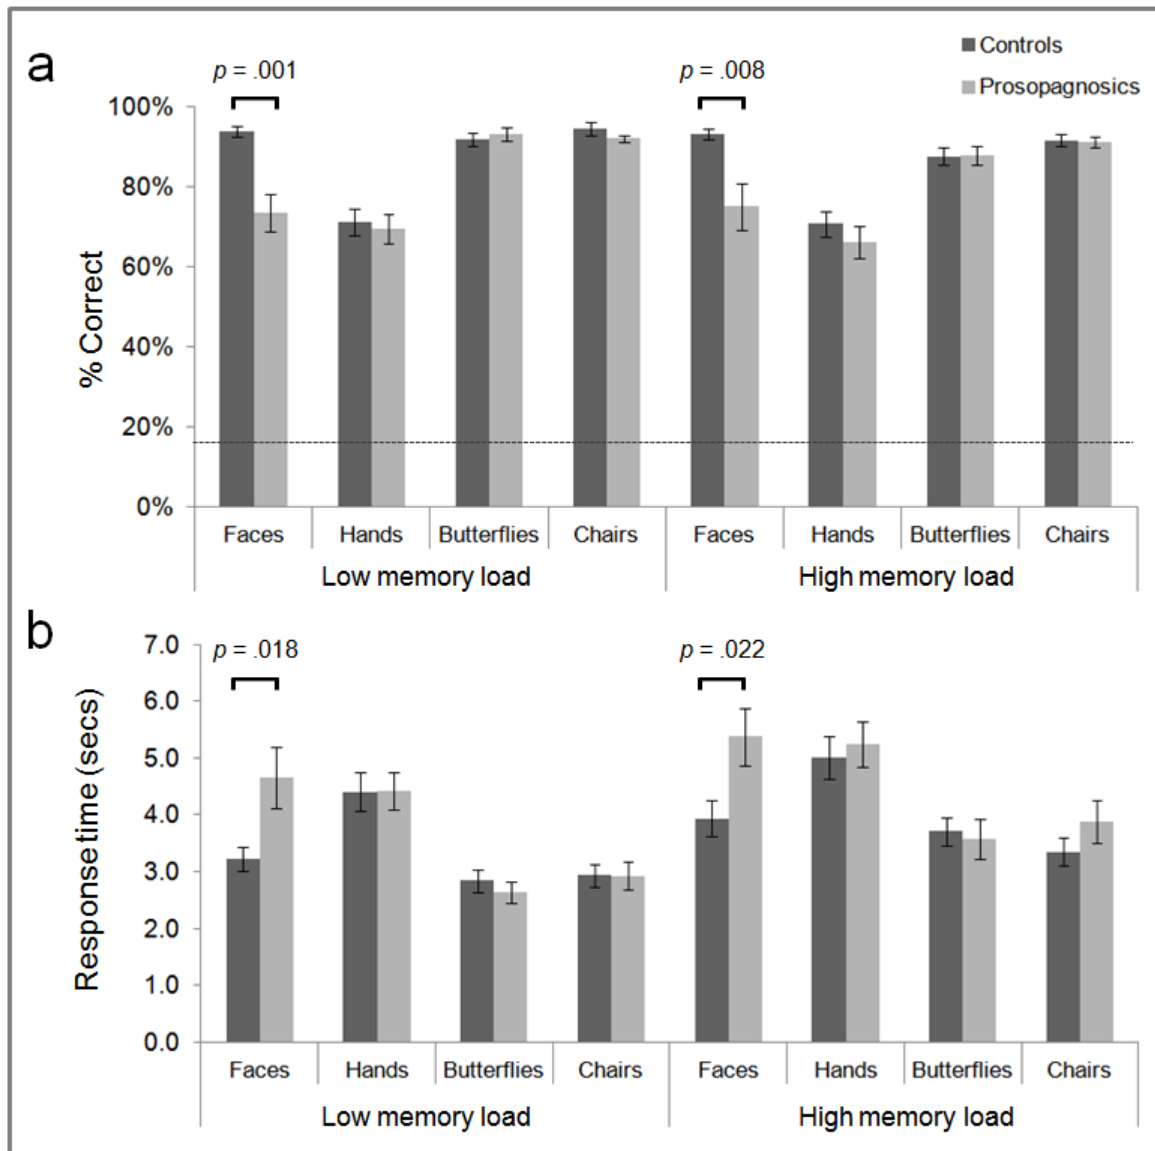 a
Controls
Prosopagnosics
p = .001
p = .008
% Correct
100%
80%
60%
40%
20%
0%
Faces Hands Butterflies Chairs Faces Hands Butterflies Chairs
Low memory load High memory load
b
p = .018
p = .022
Response time (secs)
7.0
6.0
5.0
4.0
3.0
2.0
1.0
0.0
Faces Hands Butterflies Chairs Faces Hands Butterflies Chairs
Low memory load High memory load